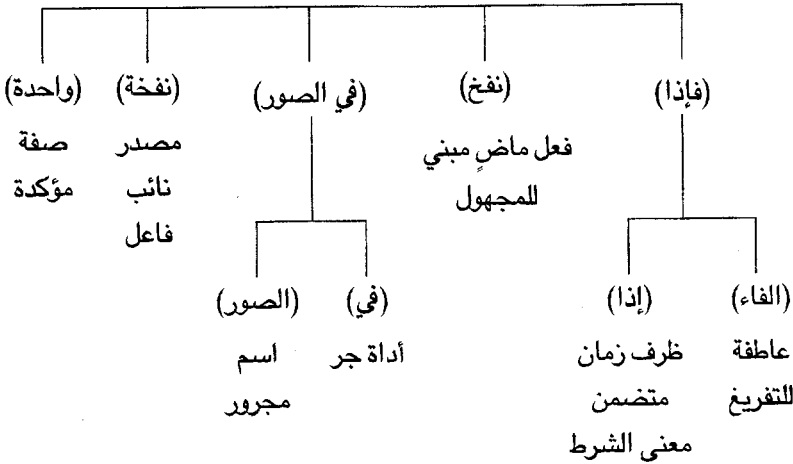 (فإذا) (نفخ) (في الصور) (نفخة) (واحدة)
فعل ماضٍ مبني
للمجهول
مصدر
نائب
فاعل
صفة
مؤكدة
(الفاء) (إذا) (في) (الصور)
عاطفة
للتفريغ
ظرف زمان
متضمن
معنى الشرط
أداة جر
اسم
مجرور